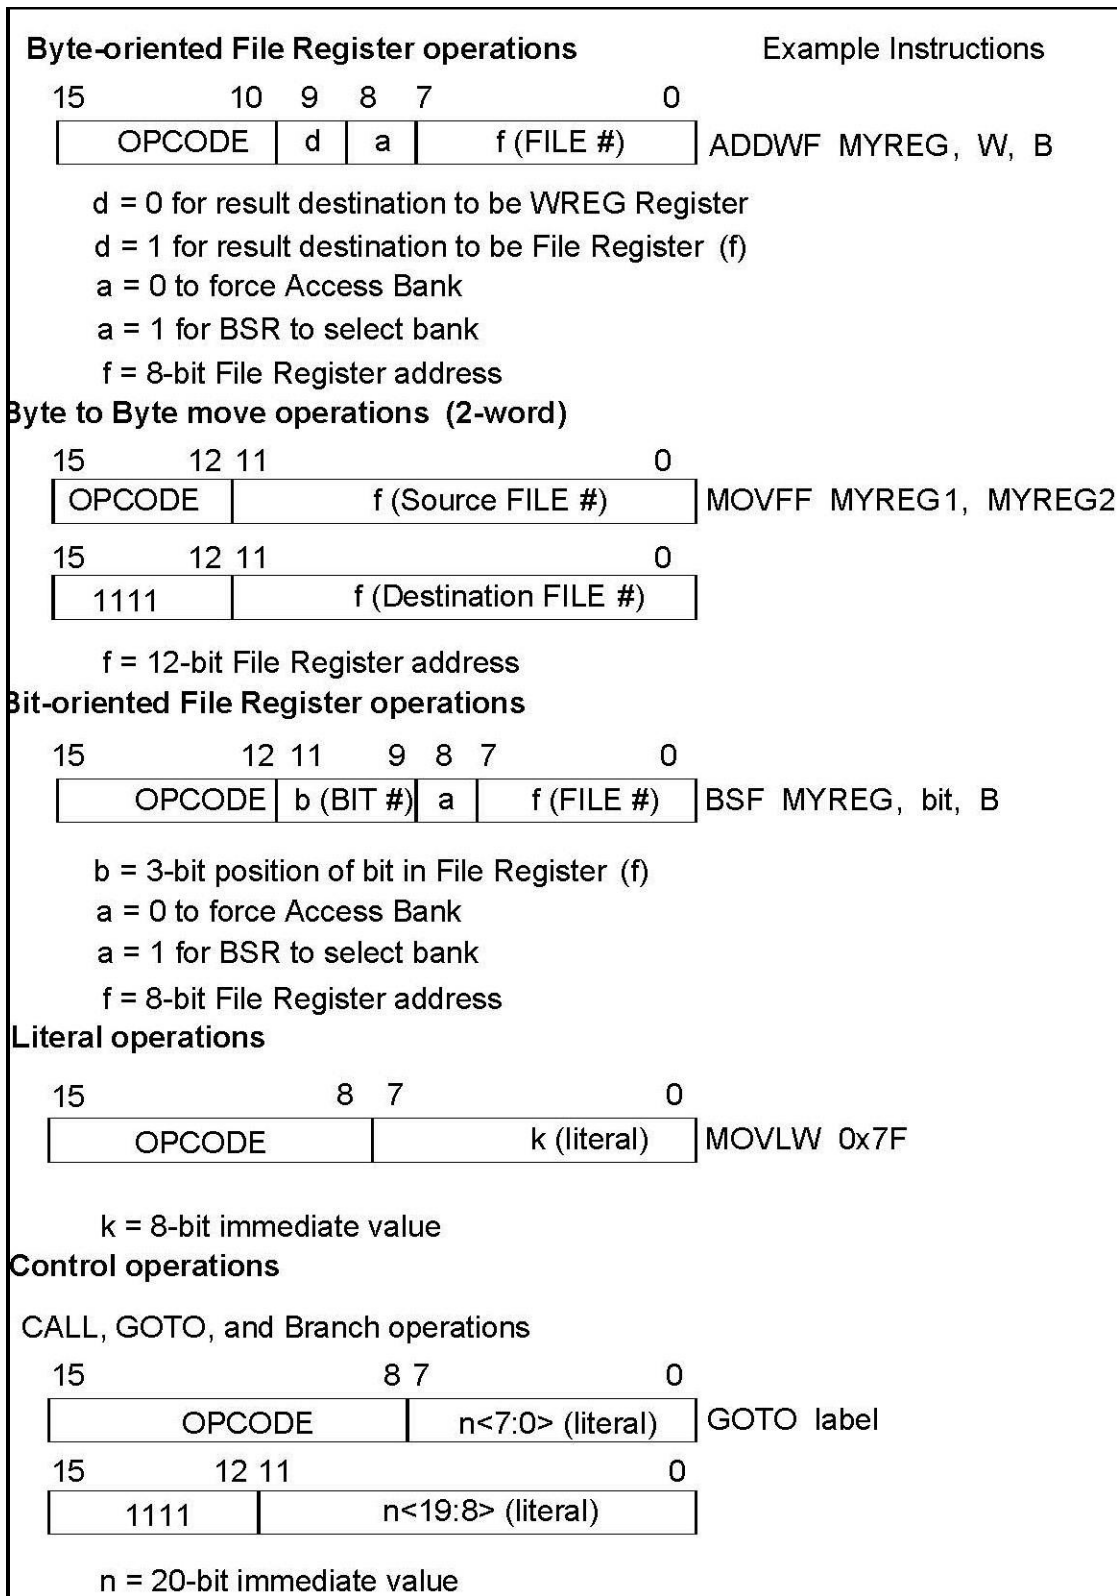 Byte-oriented File Register operations Example Instructions
15 10 9 8 7 0
OPCODE d a f (FILE #) ADDWF MYREG, W, B
d = 0 for result destination to be WREG Register
d = 1 for result destination to be File Register (f)
a = 0 to force Access Bank
a = 1 for BSR to select bank
f = 8-bit File Register address
Byte to Byte move operations (2-word)
15 12 11 0
OPCODE f (Source FILE #) MOVFF MYREG1, MYREG2
15 12 11 0
1111 f (Destination FILE #)
f = 12-bit File Register address
Bit-oriented File Register operations
15 12 11 9 8 7 0
OPCODE b (BIT #) a f (FILE #) BSF MYREG, bit, B
b = 3-bit position of bit in File Register (f)
a = 0 to force Access Bank
a = 1 for BSR to select bank
f = 8-bit File Register address
Literal operations
15 8 7 0
OPCODE k (literal) MOVLW 0x7F
k = 8-bit immediate value
Control operations
CALL, GOTO, and Branch operations
15 8 7 0
OPCODE n<7:0> (literal) GOTO label
15 12 11 0
1111 n<19:8> (literal)
n = 20-bit immediate value